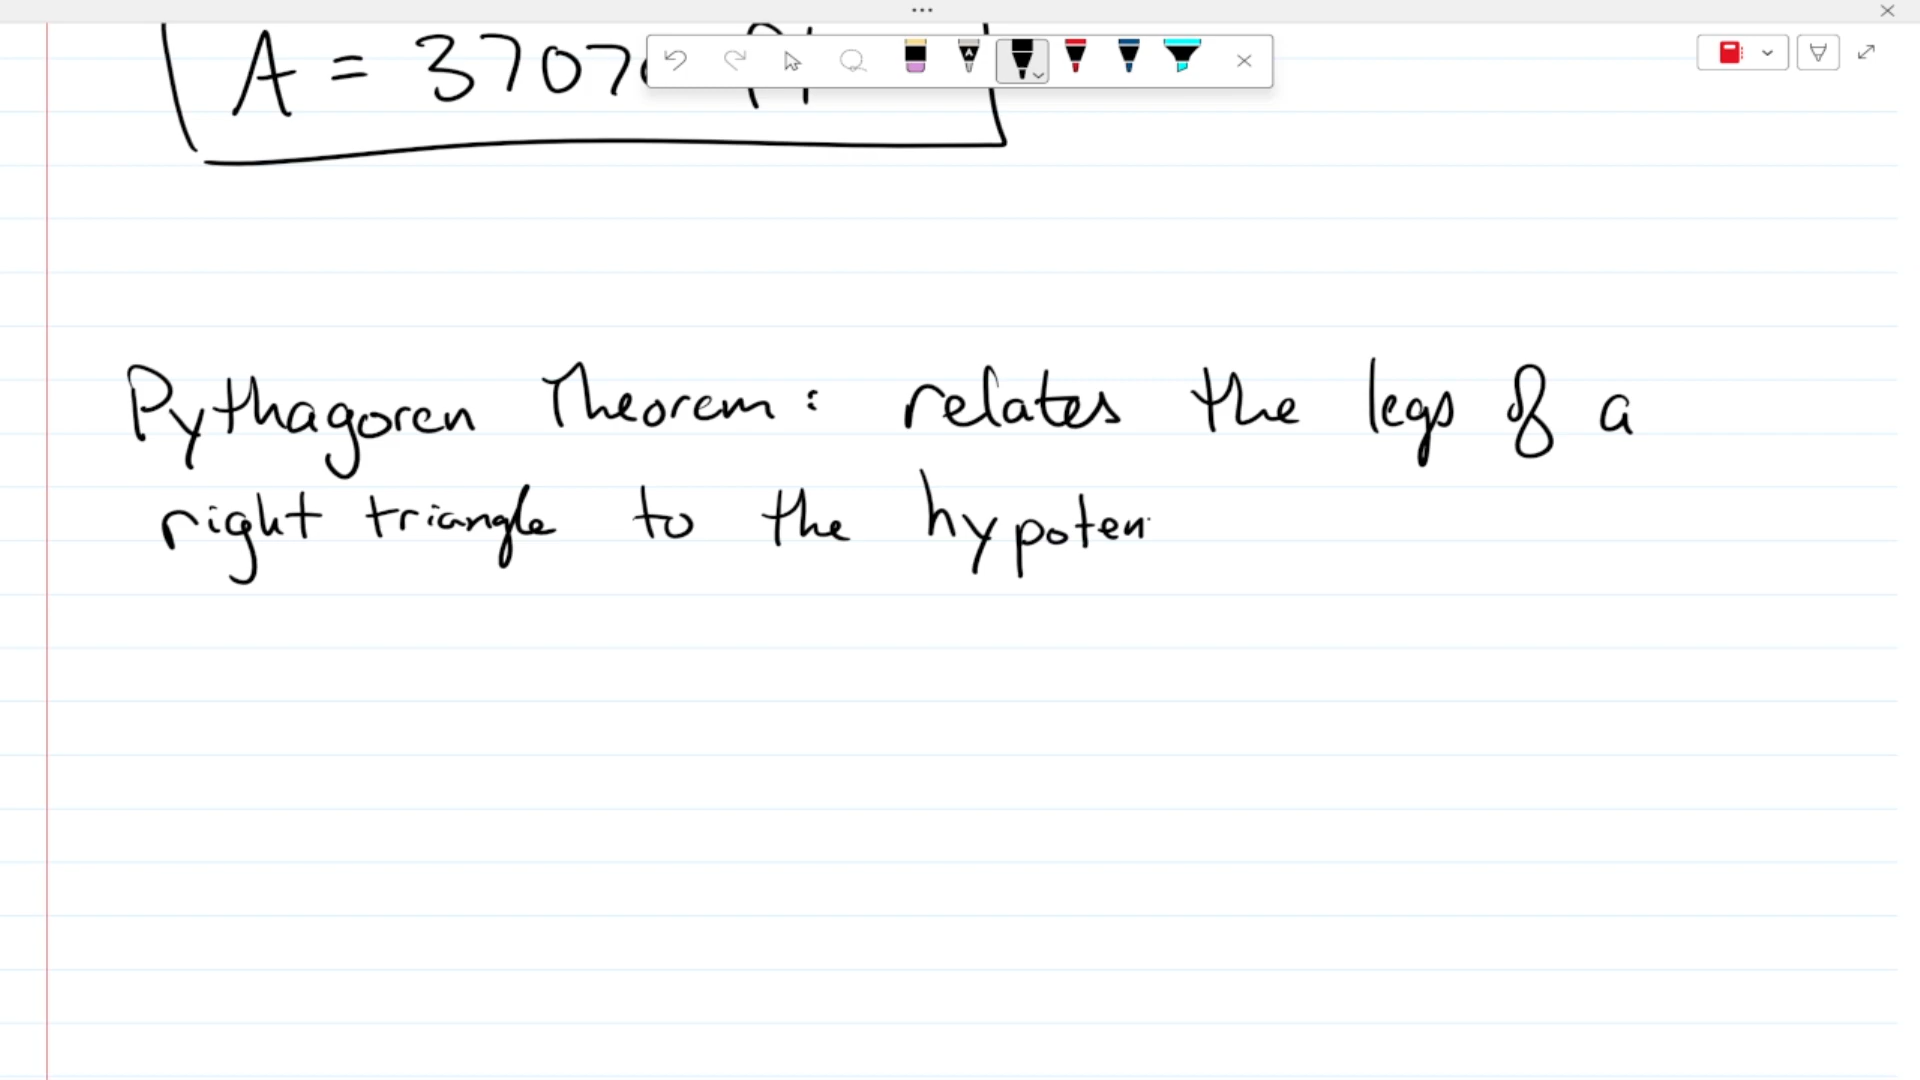 A = 3707
Pythagoren Theorem: relates the legs of a
right triangle to the hypoten